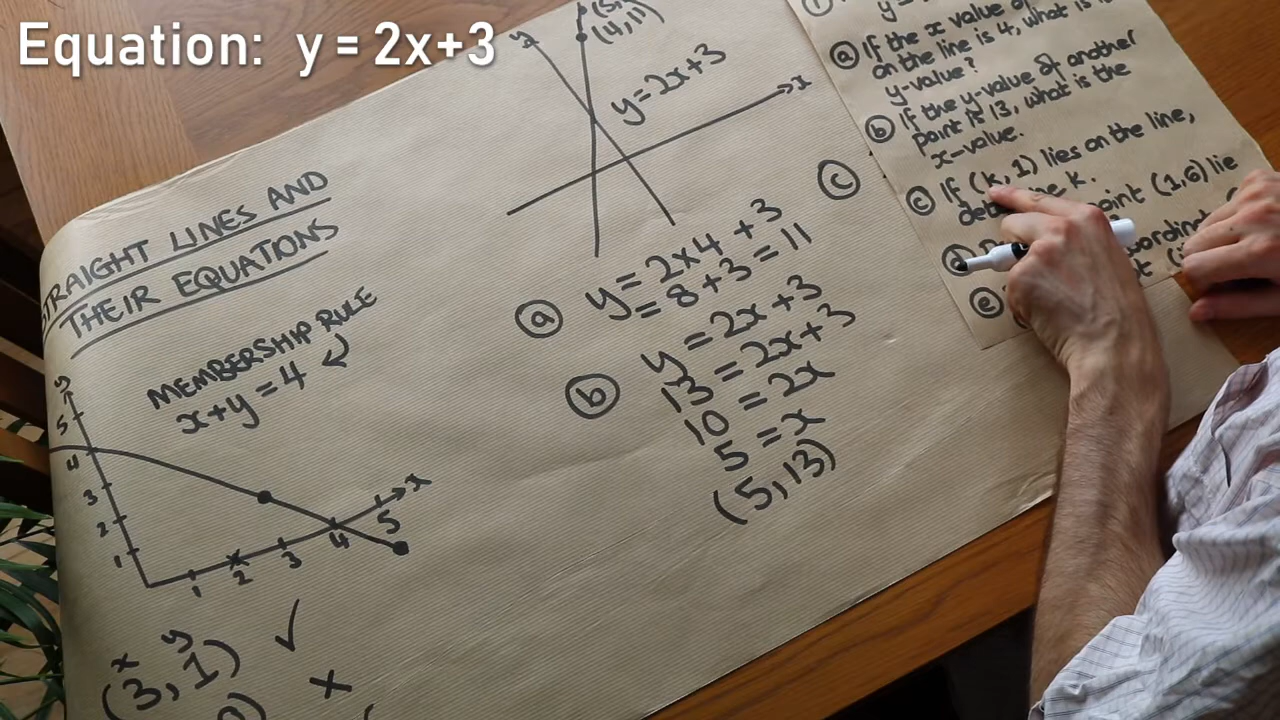 Equation: y = 2x+3
STRAIGHT LINES AND
THEIR EQUATIONS
MEMBERSHIP RULE
x+y=4
y
5
4
3
2
1
1 2 3 4 5 x
x y
(3, 1) ✓
x
y
(4,11)
y=2x+3
x
a y = 2x4 + 3
= 8+3 = 11
b y = 2x+3
13 = 2x+3
10 = 2x
5 = x
(5,13)
c
1
y=
a If the x value of
on the line is 4, what is
y-value?
b If the y-value of another
point is 13, what is the
x-value.
c If (k, 1) lies on the line,
k.
d point (1,6) lie
e